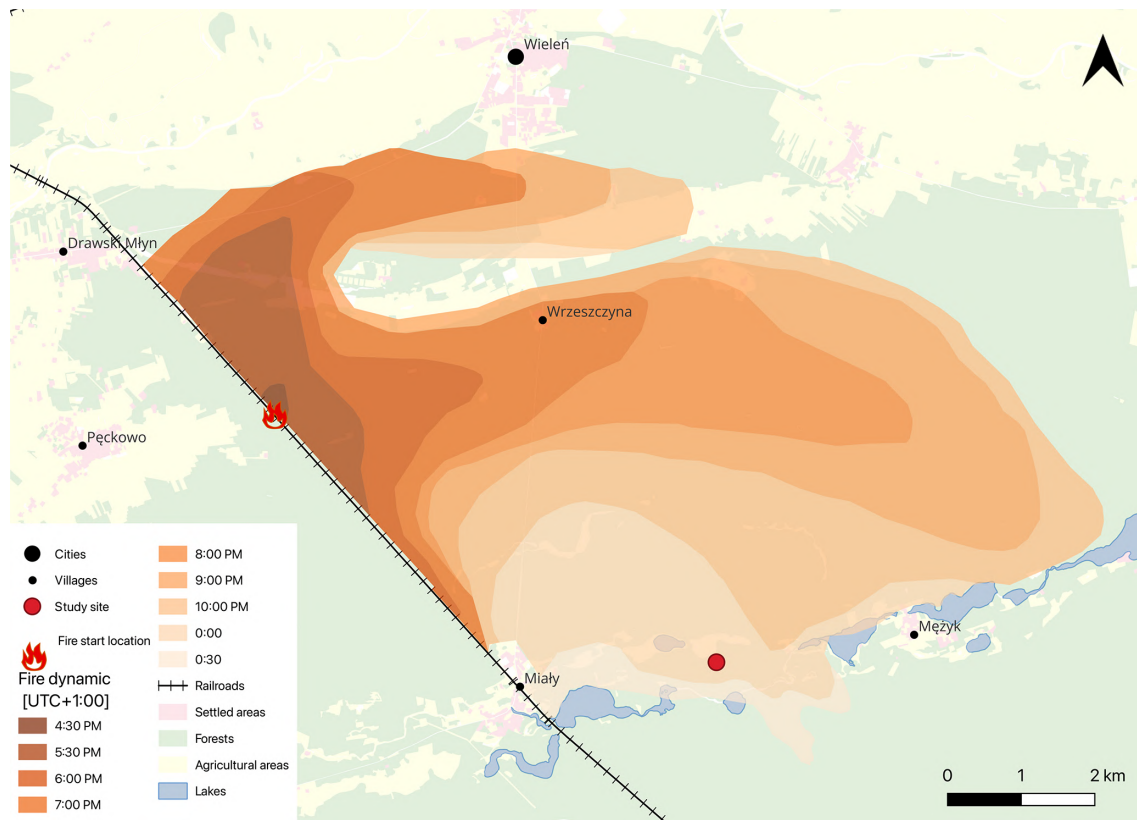 Wieleń
Drawski Młyn
Wrzeszczyna
Pęckowo
Mężyk
Miały
Cities
Villages
Study site
Fire start location
Fire dynamic
[UTC+1:00]
4:30 PM
5:30 PM
6:00 PM
7:00 PM
8:00 PM
9:00 PM
10:00 PM
0:00
0:30
Railroads
Settled areas
Forests
Agricultural areas
Lakes
0 1 2 km